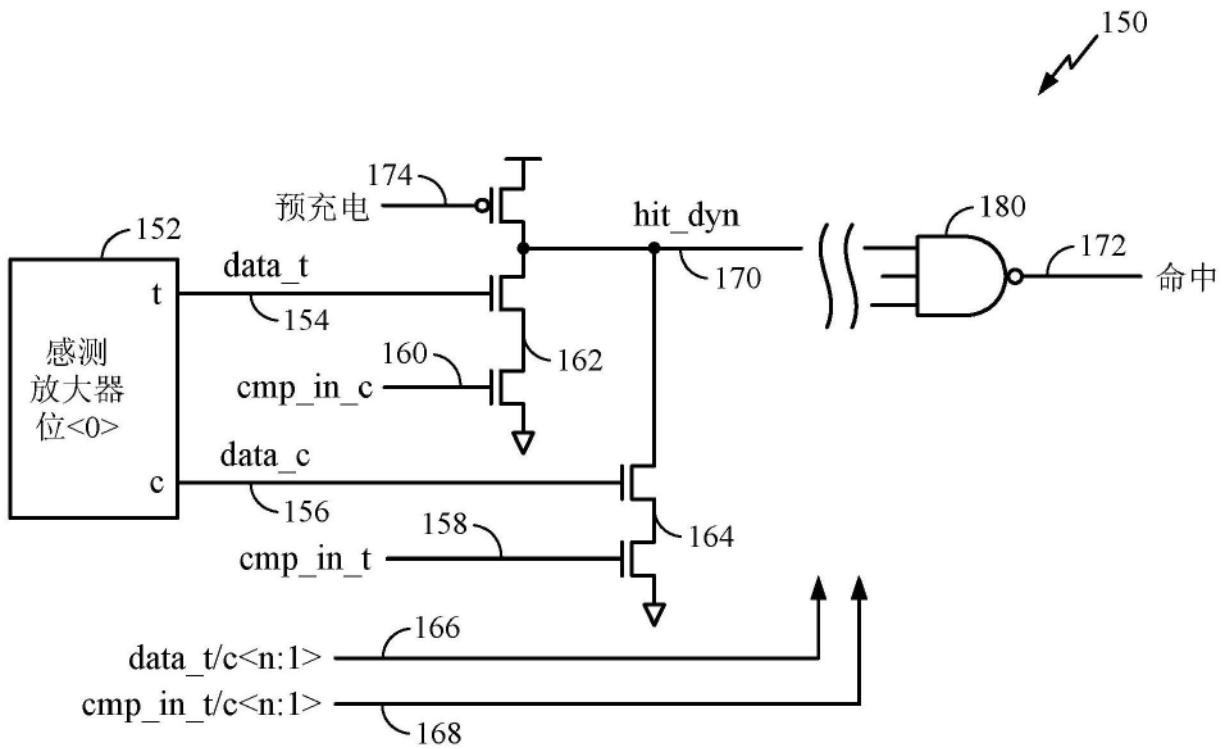 150
174
预充电
hit_dyn
180
152
data_t
170
172
命中
t
154
感测
放大器
位<0>
160
162
cmp_in_c
data_c
c
156
158
164
cmp_in_t
166
data_t/c<n:1>
cmp_in_t/c<n:1>
168